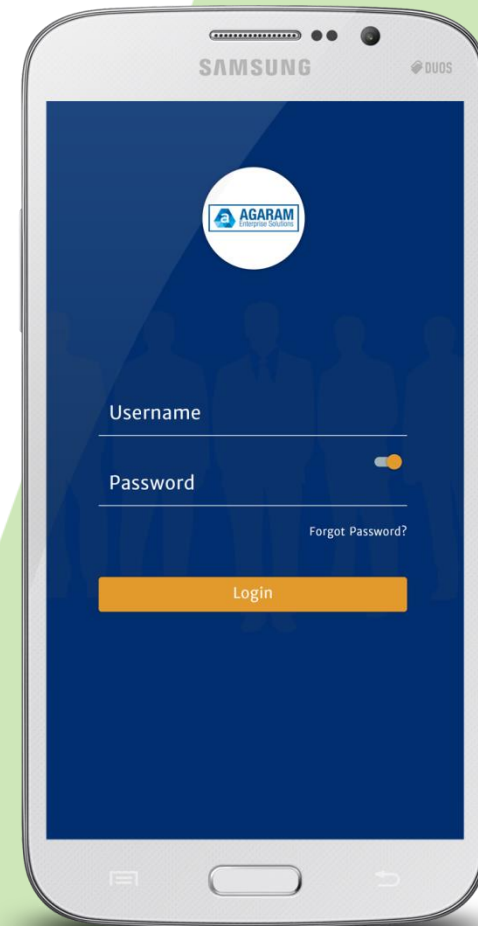 SAMSUNG
DUOS
a AGARAM
Enterprise Solutions
Username
Password
Forgot Password?
Login